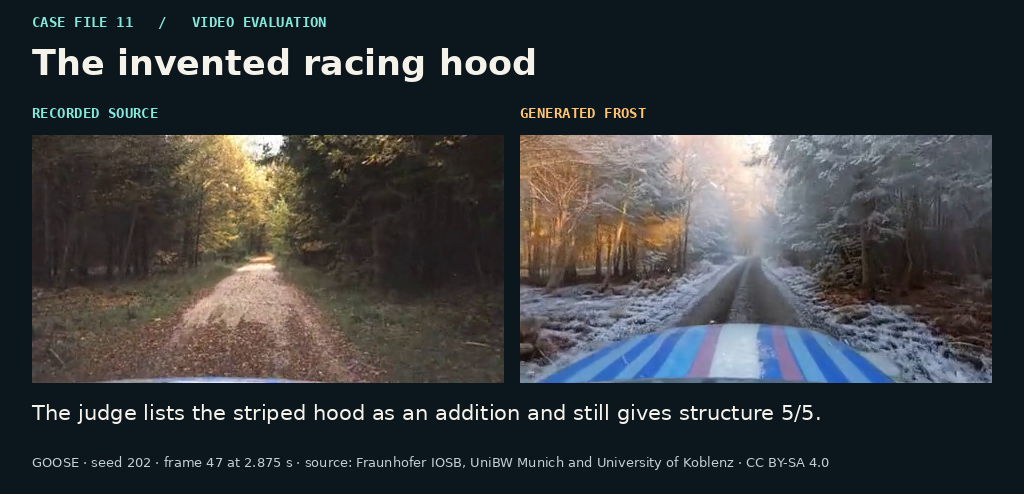 CASE FILE 11 / VIDEO EVALUATION
The invented racing hood
RECORDED SOURCE
GENERATED FROST
The judge lists the striped hood as an addition and still gives structure 5/5.
GOOSE · seed 202 · frame 47 at 2.875 s · source: Fraunhofer IOSB, UniBW Munich and University of Koblenz · CC BY-SA 4.0